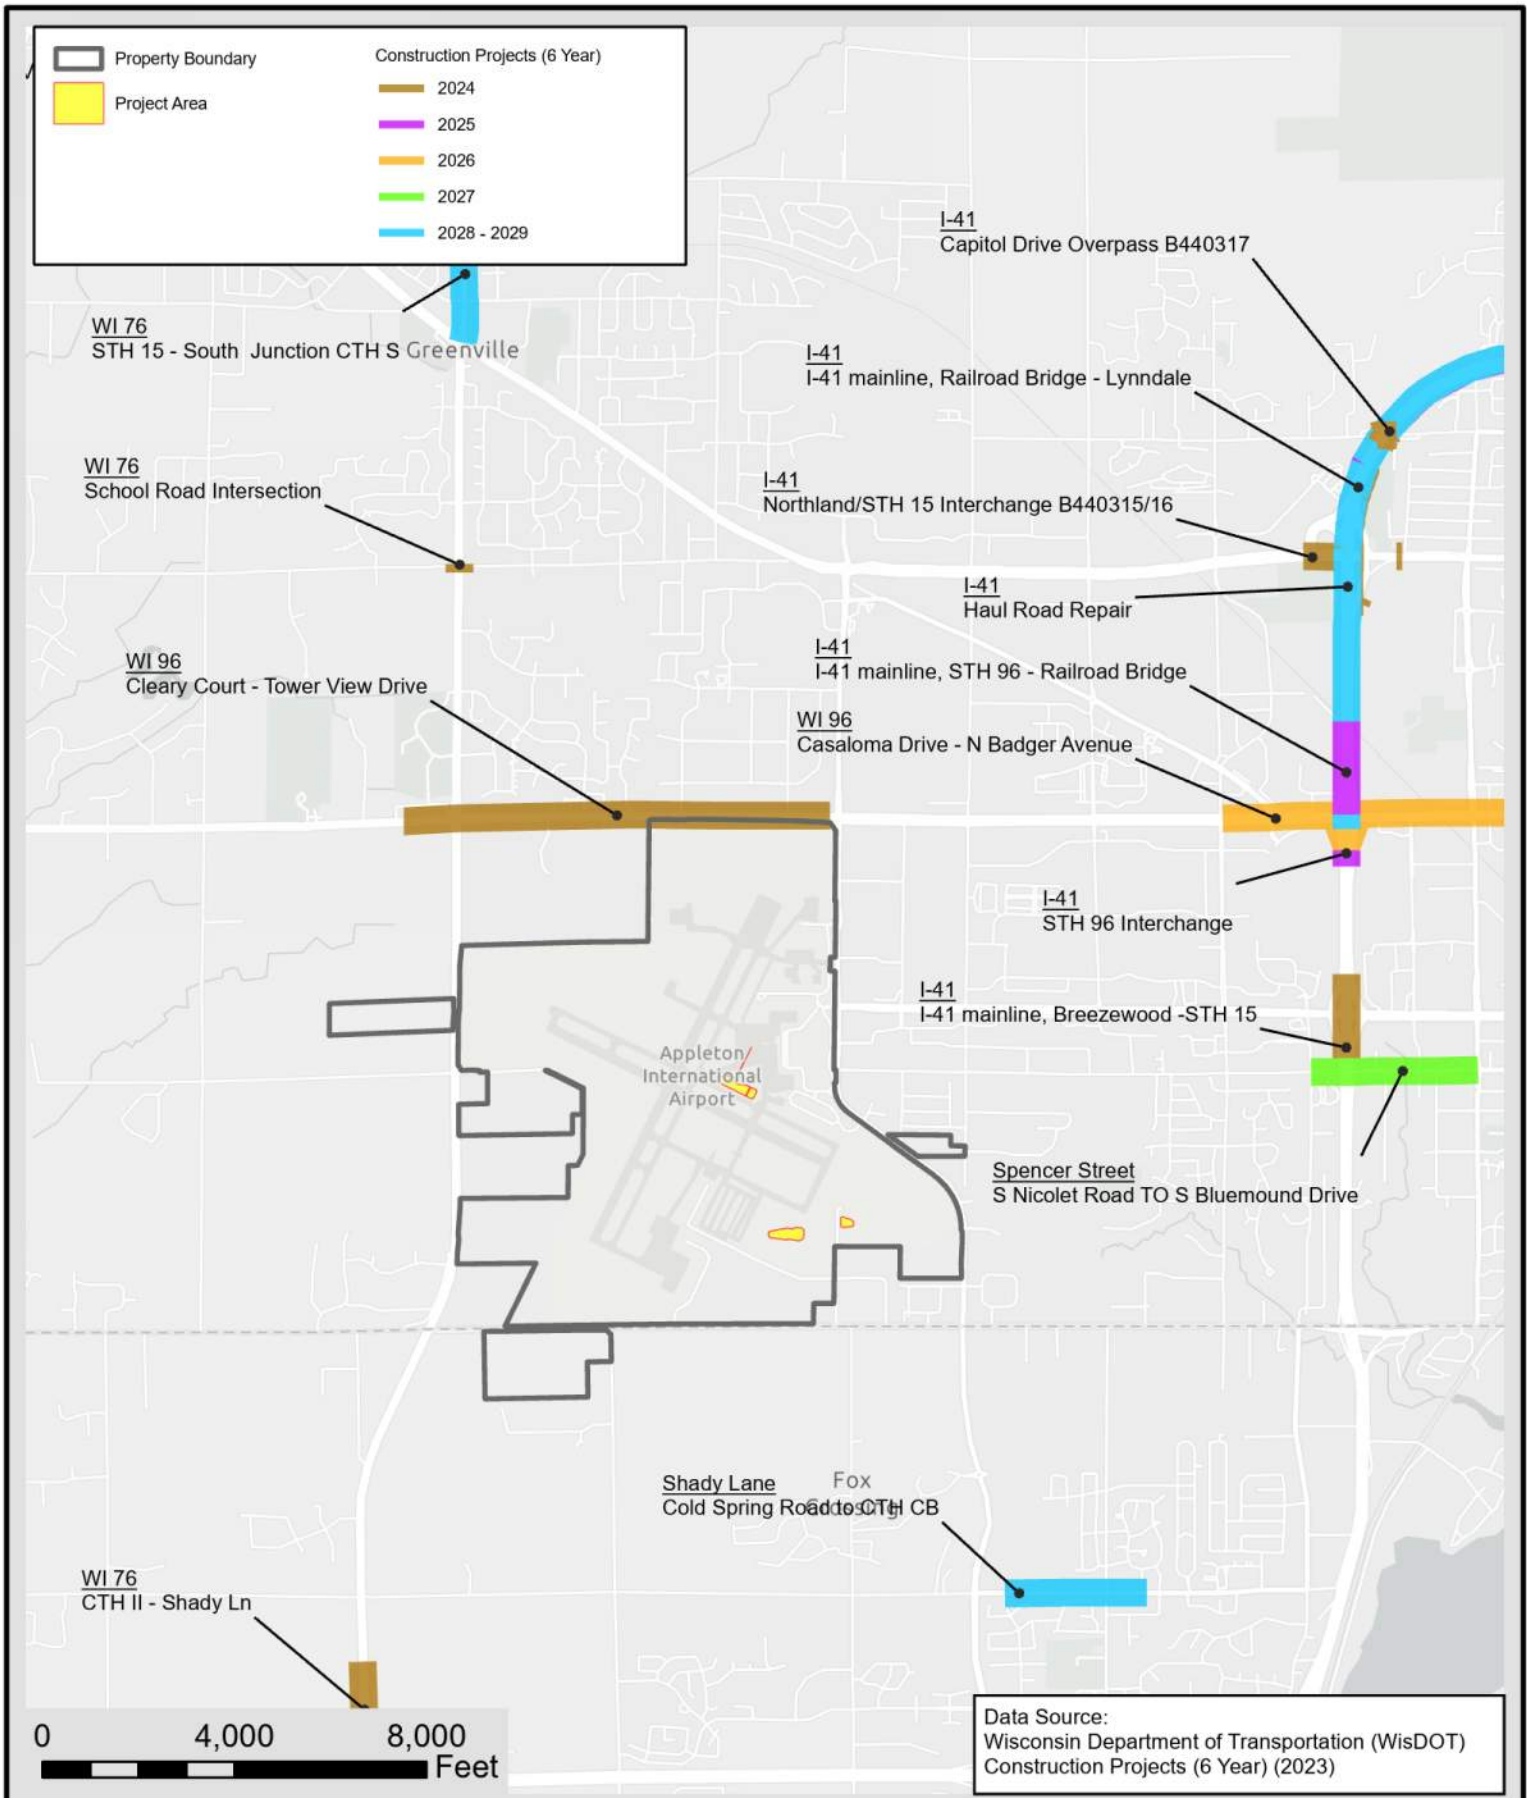 Property Boundary
Project Area
Construction Projects (6 Year)
2024
2025
2026
2027
2028 - 2029
I-41
Capitol Drive Overpass B440317
WI 76
STH 15 - South Junction CTH S
Greenville
I-41
I-41 mainline, Railroad Bridge - Lynndale
WI 76
School Road Intersection
I-41
Northland/STH 15 Interchange B440315/16
I-41
Haul Road Repair
WI 96
Cleary Court - Tower View Drive
I-41
I-41 mainline, STH 96 - Railroad Bridge
WI 96
Casaloma Drive - N Badger Avenue
I-41
STH 96 Interchange
I-41
I-41 mainline, Breezewood -STH 15
Appleton
International
Airport
Spencer Street
S Nicolet Road TO S Bluemound Drive
Shady Lane
Cold Spring Road to CTH CB
Fox
Crossing
WI 76
CTH II - Shady Ln
0 4,000 8,000
Feet
Data Source:
Wisconsin Department of Transportation (WisDOT)
Construction Projects (6 Year) (2023)